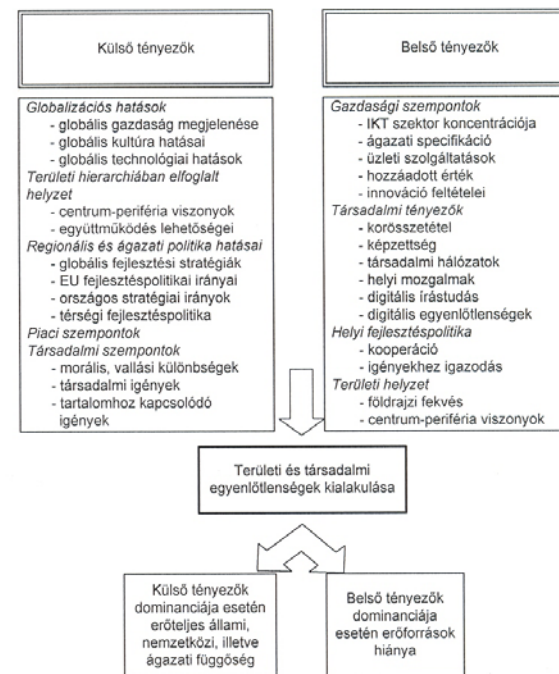 Külső tényezők
Globalizációs hatások
- globális gazdaság megjelenése
- globális kultúra hatásai
- globális technológiai hatások
Területi hierarchiában elfoglalt
helyzet
- centrum-periféria viszonyok
- együttműködés lehetőségei
Regionális és ágazati politika hatásai
- globális fejlesztési stratégiák
- EU fejlesztéspolitikai irányai
- országos stratégiai irányok
- térségi fejlesztéspolitika
Piaci szempontok
Társadalmi szempontok
- morális, vallási különbségek
- társadalmi igények
- tartalomhoz kapcsolódó
igények
Belső tényezők
Gazdasági szempontok
- IKT szektor koncentrációja
- ágazati specifikáció
- üzleti szolgáltatások
- hozzáadott érték
- innováció feltételei
Társadalmi tényezők
- korösszetétel
- képzettség
- társadalmi hálózatok
- helyi mozgalmak
- digitális írástudás
- digitális egyenlőtlenségek
Helyi fejlesztéspolitika
- kooperáció
- igényekhez igazodás
Területi helyzet
- földrajzi fekvés
- centrum-periféria viszonyok
Területi és társadalmi
egyenlőtlenségek kialakulása
Külső tényezők
dominanciája esetén
erőteljes állami,
nemzetközi, illetve
ágazati függőség
Belső tényezők
dominanciája
esetén erőforrások
hiánya